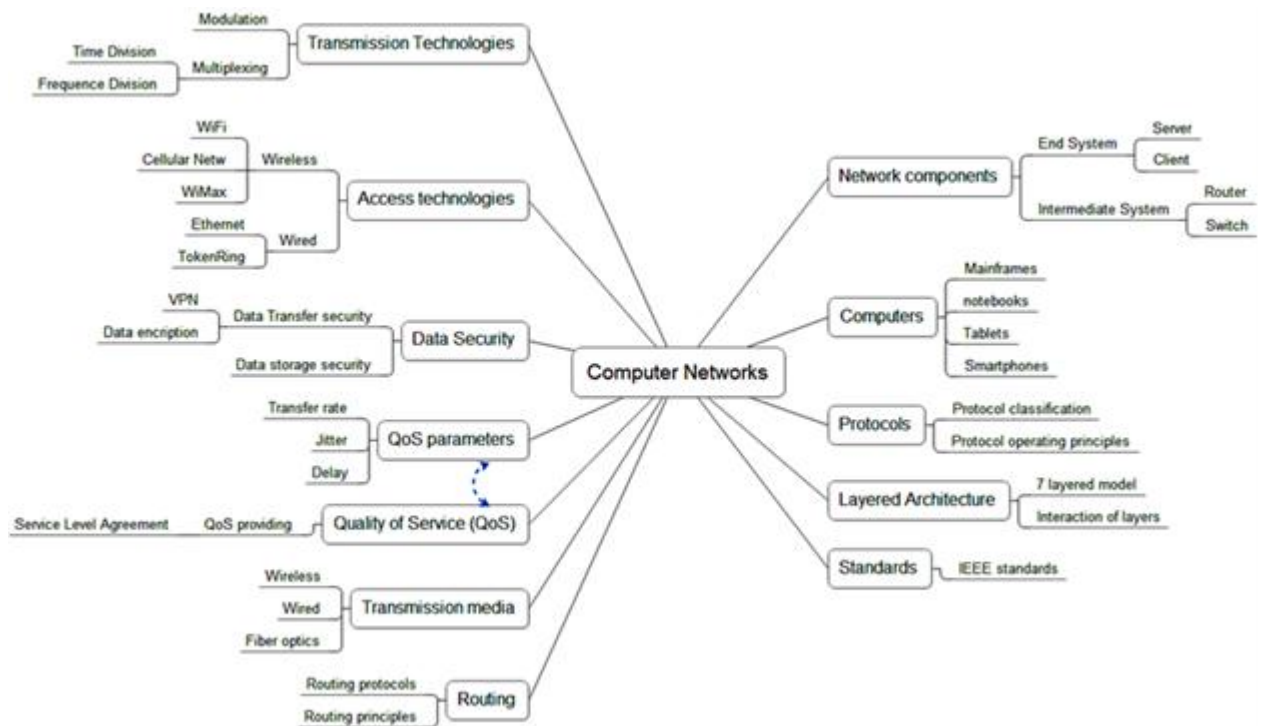 Modulation
Transmission Technologies
Time Division
Multiplexing
Frequence Division
WiFi
Cellular Netw
Wireless
WiMax
Access technologies
Ethernet
Wired
TokenRing
VPN
Data Transfer security
Data encription
Data Security
Data storage security
Computer Networks
Transfer rate
Jitter
QoS parameters
Delay
Service Level Agreement
QoS providing
Quality of Service (QoS)
Wireless
Wired
Transmission media
Fiber optics
Routing protocols
Routing
Routing principles
Server
End System
Client
Network components
Router
Intermediate System
Switch
Mainframes
notebooks
Computers
Tablets
Smartphones
Protocol classification
Protocols
Protocol operating principles
7 layered model
Layered Architecture
Interaction of layers
Standards
IEEE standards